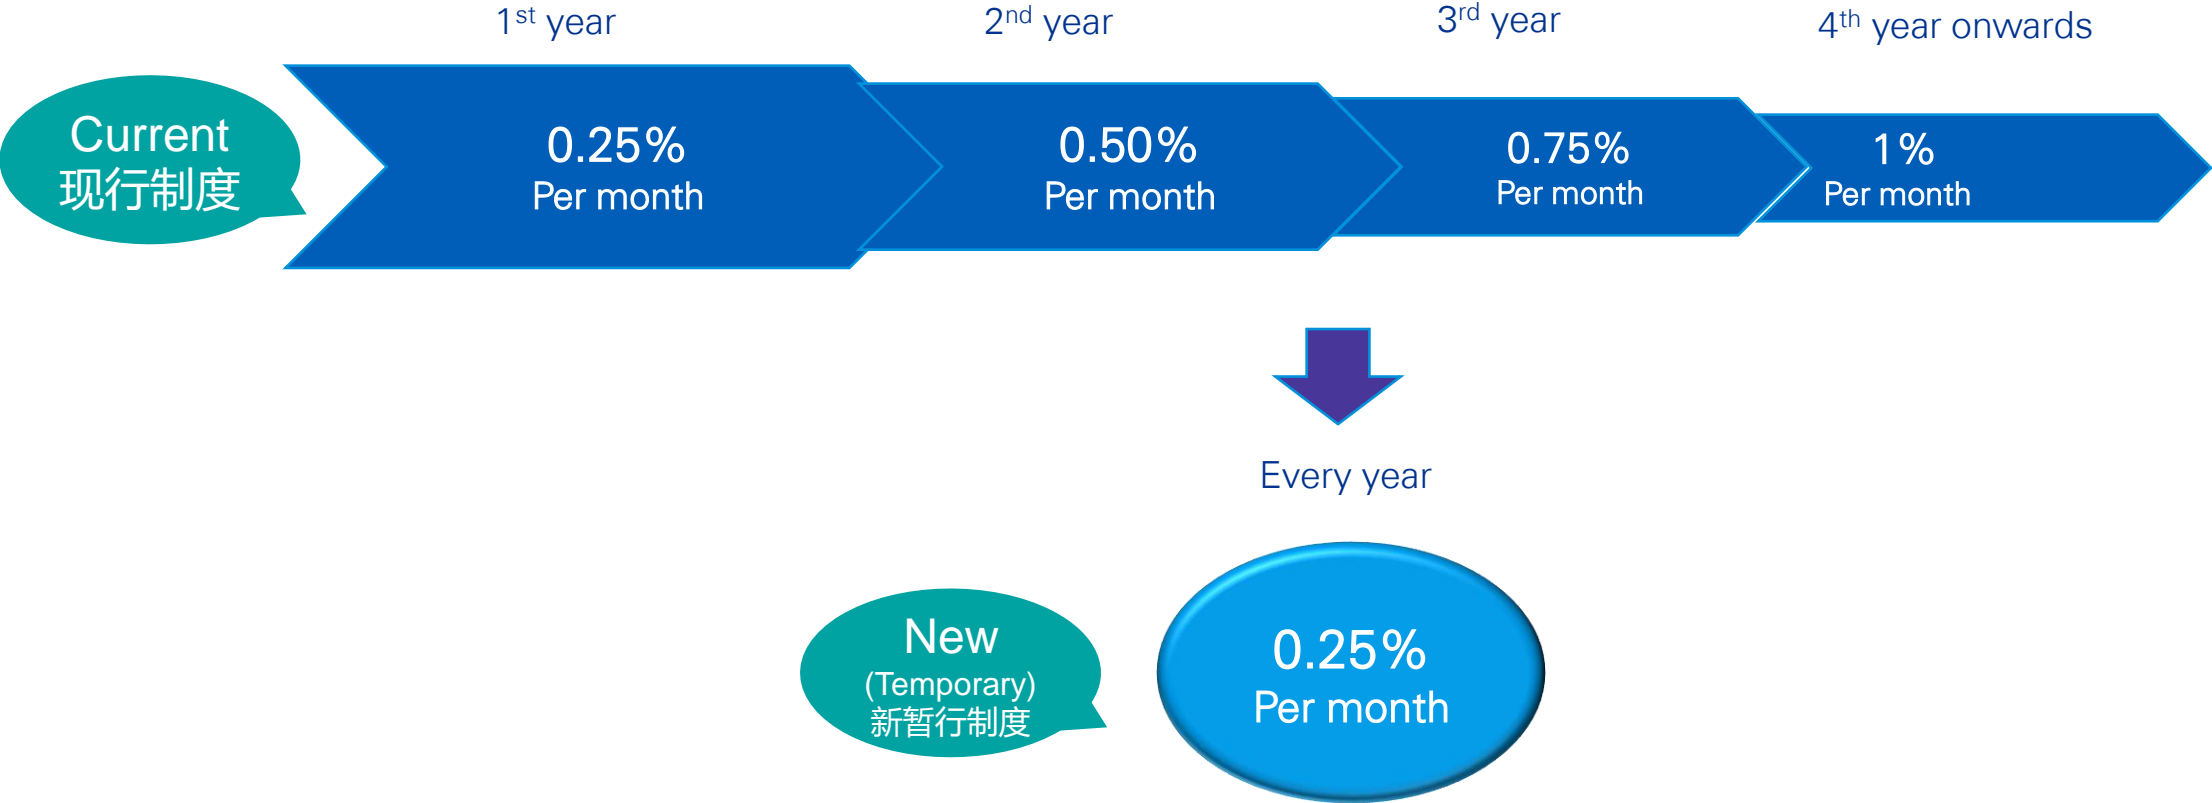 1st year
2nd year
3rd year
4th year onwards
Current
现行制度
0.25%
Per month
0.50%
Per month
0.75%
Per month
1%
Per month
Every year
New
(Temporary)
新暂行制度
0.25%
Per month